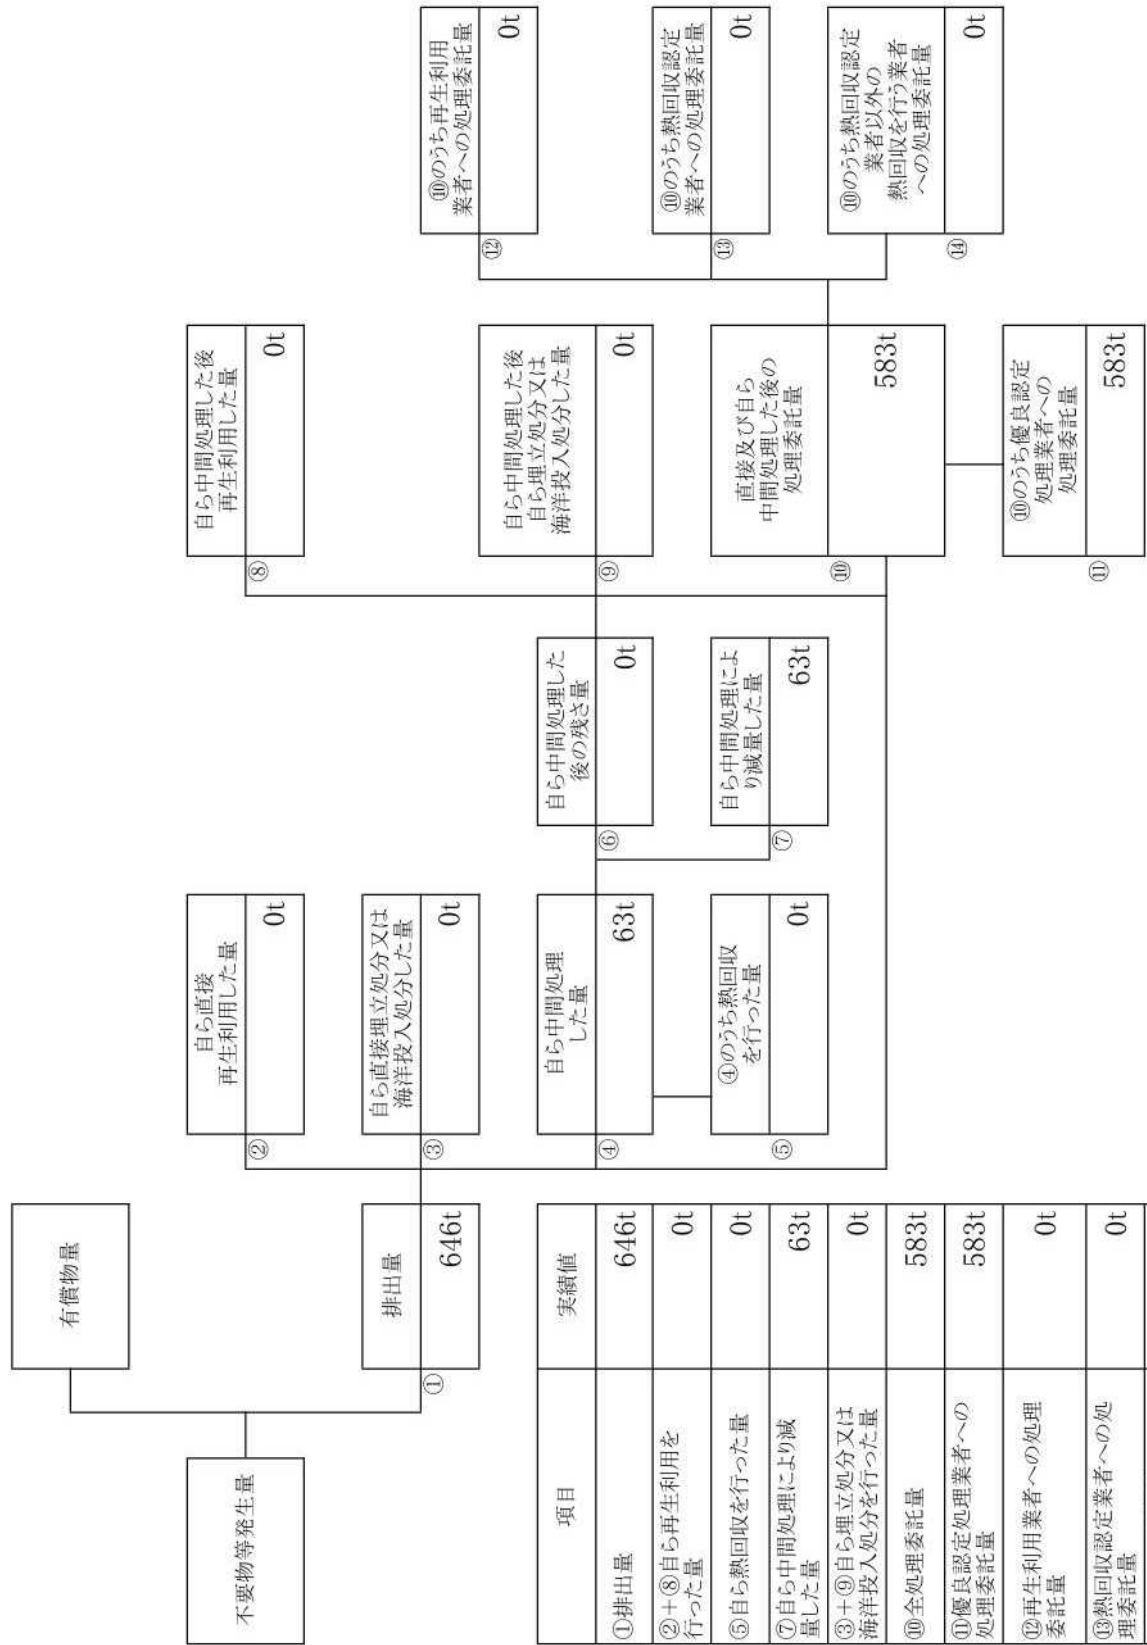 不要物等発生量
有償物量
①
排出量
646t
②
自ら直接
再生利用した量
0t
③
自ら直接埋立処分又は
海洋投入処分した量
0t
④
自ら中間処理
した量
63t
⑤
④のうち熱回収
を行った量
0t
⑥
自ら中間処理した
後の残さ量
0t
⑦
自ら中間処理によ
り減量した量
63t
⑧
自ら中間処理した後
再生利用した量
0t
⑨
自ら中間処理した後
自ら埋立処分又は
海洋投入処分した量
0t
⑩
直接及び自ら
中間処理した後の
処理委託量
583t
⑪
⑩のうち優良認定
処理業者への
処理委託量
583t
⑫
⑩のうち再生利用
業者への処理委託量
0t
⑬
⑩のうち熱回収認定
業者への処理委託量
0t
⑭
⑩のうち熱回収認定
業者以外の
熱回収を行う業者
への処理委託量
0t
項目 実績値
①排出量 646t
②+⑧自ら再生利用を
行った量 0t
⑤自ら熱回収を行った量 0t
⑦自ら中間処理により減
量した量 63t
③+⑨自ら埋立処分又は
海洋投入処分を行った量 0t
⑩全処理委託量 583t
⑪優良認定処理業者への
処理委託量 583t
⑫再生利用業者への処理
委託量 0t
⑬熱回収認定業者への処
理委託量 0t